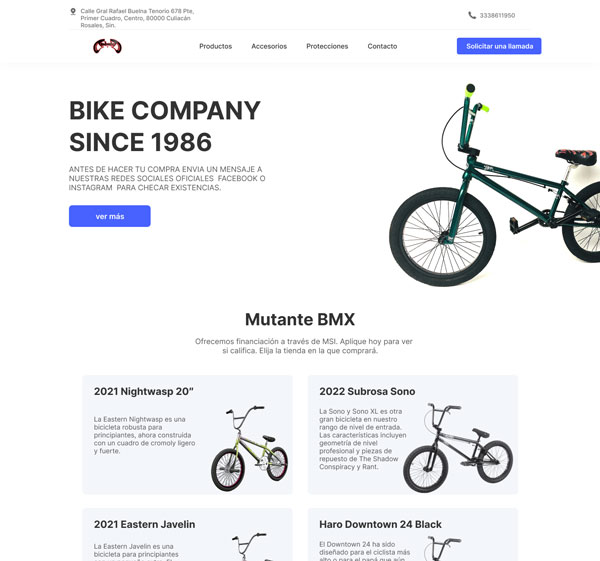 Calle Gral Rafael Buelna Tenorio 678 Pte,
Primer Cuadro, Centro, 80000 Culiacán
Rosales, Sin.
3338611950
Productos Accesorios Protecciones Contacto Solicitar una llamada
BIKE COMPANY
SINCE 1986
ANTES DE HACER TU COMPRA ENVIA UN MENSAJE A
NUESTRAS REDES SOCIALES OFICIALES FACEBOOK O
INSTAGRAM PARA CHECAR EXISTENCIAS.
ver más
Mutante BMX
Ofrecemos financiación a través de MSI. Aplique hoy para ver
si califica. Elija la tienda en la que comprará.
2021 Nightwasp 20″
La Eastern Nightwasp es una
bicicleta robusta para
principiantes, ahora construida
con un cuadro de cromoly ligero
y fuerte.
2022 Subrosa Sono
La Sono y Sono XL es otra
gran bicicleta en nuestro
rango de nivel de entrada.
Las características incluyen
geometría de nivel
profesional y piezas de
repuesto de The Shadow
Conspiracy y Rant.
2021 Eastern Javelin
La Eastern Javelin es una
bicicleta para principiantes
Haro Downtown 24 Black
El Downtown 24 ha sido
diseñado para el ciclista más
alto o para el papá que aún